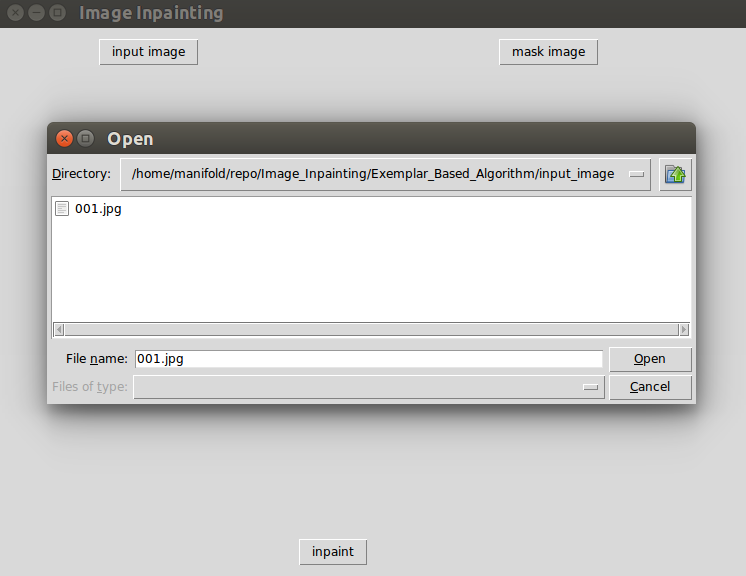 Image Inpainting
input image mask image
Open
Directory: /home/manifold/repo/Image_Inpainting/Exemplar_Based_Algorithm/input_image
001.jpg
File name: 001.jpg Open
Files of type: Cancel
inpaint